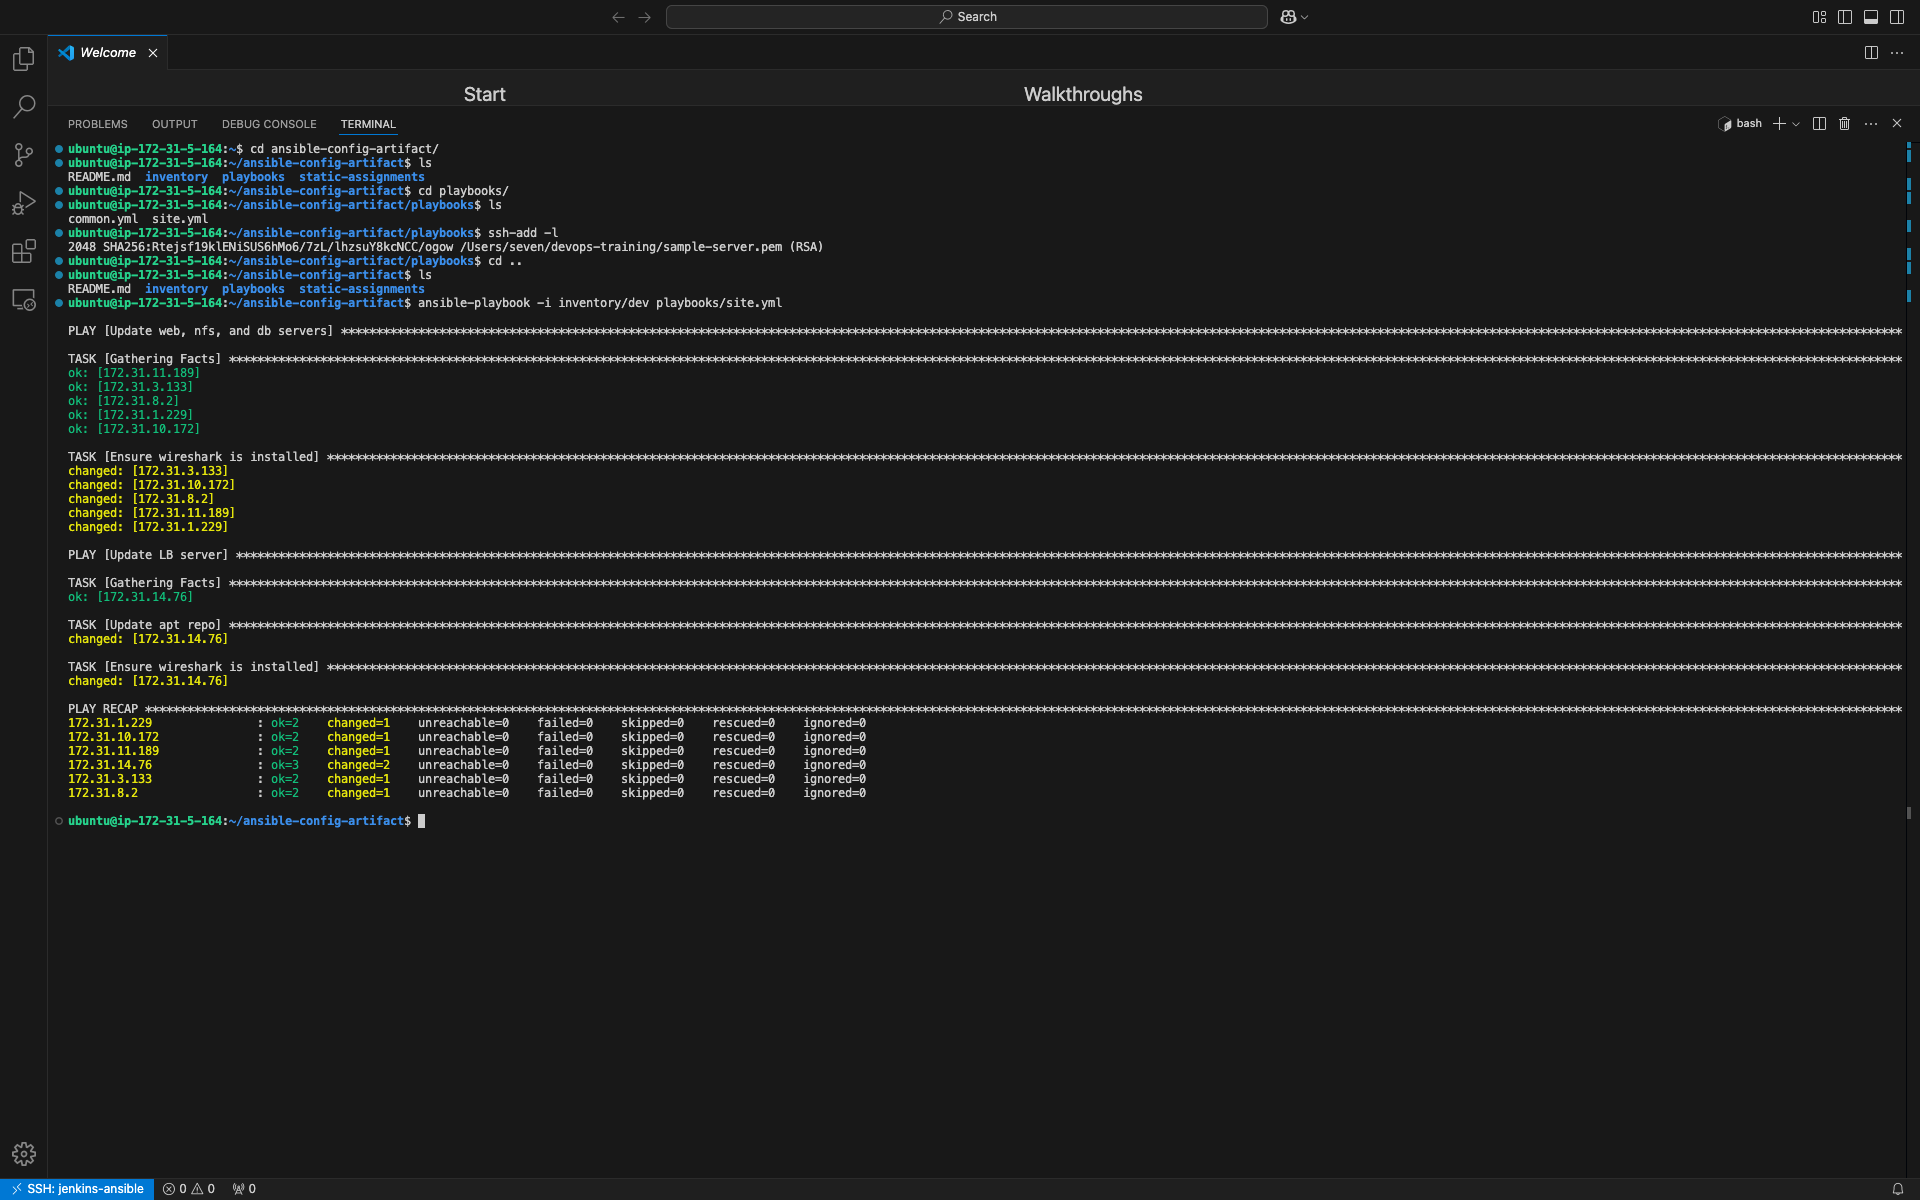 Search
Welcome
Start
Walkthroughs
PROBLEMS OUTPUT DEBUG CONSOLE TERMINAL
bash
ubuntu@ip-172-31-5-164:~$ cd ansible-config-artifact/
ubuntu@ip-172-31-5-164:~/ansible-config-artifact$ ls
README.md  inventory  playbooks  static-assignments
ubuntu@ip-172-31-5-164:~/ansible-config-artifact$ cd playbooks/
ubuntu@ip-172-31-5-164:~/ansible-config-artifact/playbooks$ ls
common.yml  site.yml
ubuntu@ip-172-31-5-164:~/ansible-config-artifact/playbooks$ ssh-add -l
2048 SHA256:Rtejsf19klENiSUS6hMo6/7zL/lhzsuY8kcNCC/ogow /Users/seven/devops-training/sample-server.pem (RSA)
ubuntu@ip-172-31-5-164:~/ansible-config-artifact/playbooks$ cd ..
ubuntu@ip-172-31-5-164:~/ansible-config-artifact$ ls
README.md  inventory  playbooks  static-assignments
ubuntu@ip-172-31-5-164:~/ansible-config-artifact$ ansible-playbook -i inventory/dev playbooks/site.yml
PLAY [Update web, nfs, and db servers] ***
TASK [Gathering Facts] ***
ok: [172.31.11.189]
ok: [172.31.3.133]
ok: [172.31.8.2]
ok: [172.31.1.229]
ok: [172.31.10.172]
TASK [Ensure wireshark is installed] ***
changed: [172.31.3.133]
changed: [172.31.10.172]
changed: [172.31.8.2]
changed: [172.31.11.189]
changed: [172.31.1.229]
PLAY [Update LB server] ***
TASK [Gathering Facts] ***
ok: [172.31.14.76]
TASK [Update apt repo] ***
changed: [172.31.14.76]
TASK [Ensure wireshark is installed] ***
changed: [172.31.14.76]
PLAY RECAP ***
172.31.1.229 : ok=2 changed=1 unreachable=0 failed=0 skipped=0 rescued=0 ignored=0
172.31.10.172 : ok=2 changed=1 unreachable=0 failed=0 skipped=0 rescued=0 ignored=0
172.31.11.189 : ok=2 changed=1 unreachable=0 failed=0 skipped=0 rescued=0 ignored=0
172.31.14.76 : ok=3 changed=2 unreachable=0 failed=0 skipped=0 rescued=0 ignored=0
172.31.3.133 : ok=2 changed=1 unreachable=0 failed=0 skipped=0 rescued=0 ignored=0
172.31.8.2 : ok=2 changed=1 unreachable=0 failed=0 skipped=0 rescued=0 ignored=0
ubuntu@ip-172-31-5-164:~/ansible-config-artifact$
SSH: jenkins-ansible 0 0 0